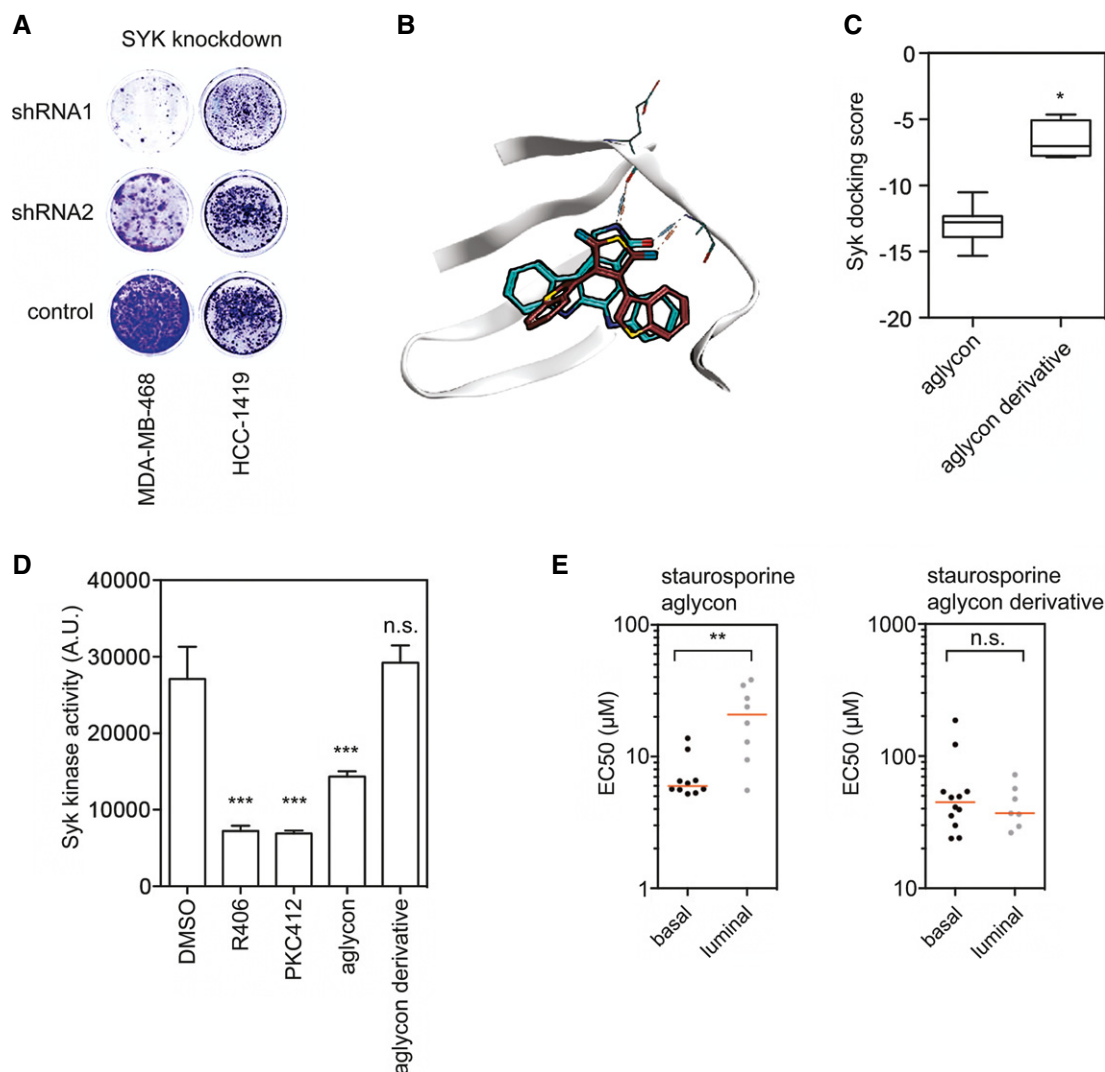 A
SYK knockdown
shRNA1
shRNA2
control
MDA-MB-468
HCC-1419
B
C
Syk docking score
0
-5
-10
-15
-20
*
aglycon
aglycon derivative
D
Syk kinase activity (A.U.)
40000
30000
20000
10000
0
***
***
***
n.s.
DMSO
R406
PKC412
aglycon
aglycon derivative
E
staurosporine
aglycon
EC50 (µM)
100
10
1
**
basal
luminal
staurosporine
aglycon derivative
EC50 (µM)
1000
100
10
n.s.
basal
luminal